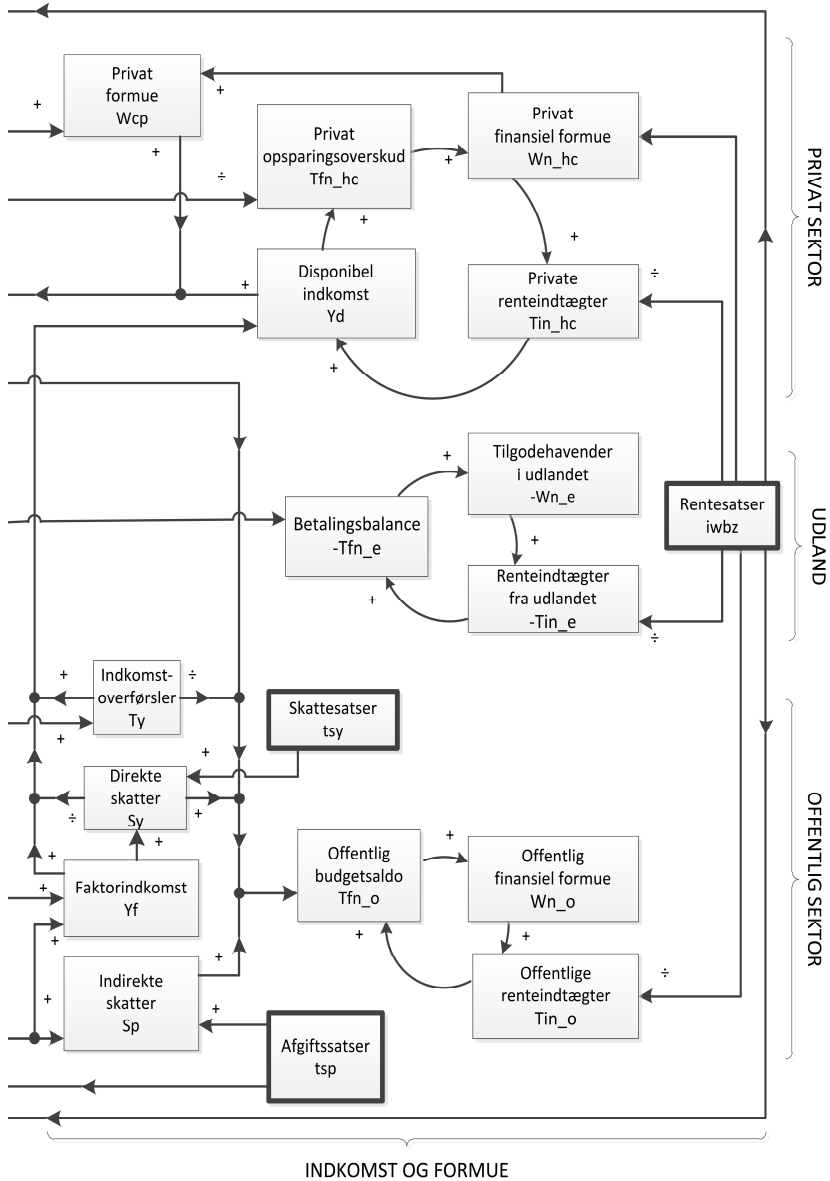 Privat
formue
Wcp
+
+
+
÷
Privat
opsparingsoverskud
Tfn_hc
+
Privat
finansiel formue
Wn_hc
+
+
Disponibel
indkomst
Yd
+
Private
renteindtægter
Tin_hc
÷
+
PRIVAT SEKTOR
Betalingsbalance
-Tfn_e
+
Tilgodehavender
i udlandet
-Wn_e
+
Renteindtægter
fra udlandet
-Tin_e
+
÷
Rentesatser
iwbz
UDLAND
+
Indkomst-
overførsler
Ty
÷
+
Skattesatser
tsy
+
Direkte
skatter
Sy
÷
+
+
+
Faktorindkomst
Yf
+
+
+
Indirekte
skatter
Sp
+
+
Afgiftssatser
tsp
Offentlig
budgetsaldo
Tfn_o
+
Offentlig
finansiel formue
Wn_o
+
+
Offentlige
renteindtægter
Tin_o
÷
OFFENTLIG SEKTOR
INDKOMST OG FORMUE